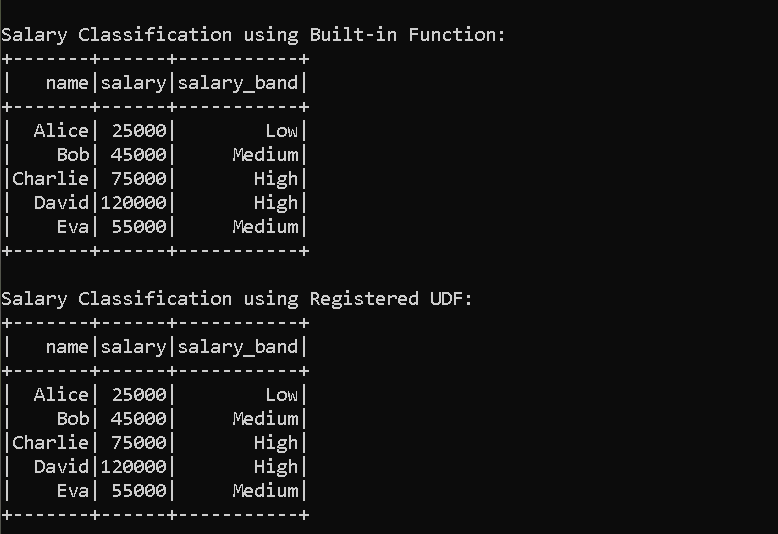 Salary Classification using Built-in Function:
+-------+------+-----------+
|   name|salary|salary_band|
+-------+------+-----------+
|  Alice| 25000|        Low|
|    Bob| 45000|     Medium|
|Charlie| 75000|       High|
|  David|120000|       High|
|    Eva| 55000|     Medium|
+-------+------+-----------+
Salary Classification using Registered UDF:
+-------+------+-----------+
|   name|salary|salary_band|
+-------+------+-----------+
|  Alice| 25000|        Low|
|    Bob| 45000|     Medium|
|Charlie| 75000|       High|
|  David|120000|       High|
|    Eva| 55000|     Medium|
+-------+------+-----------+